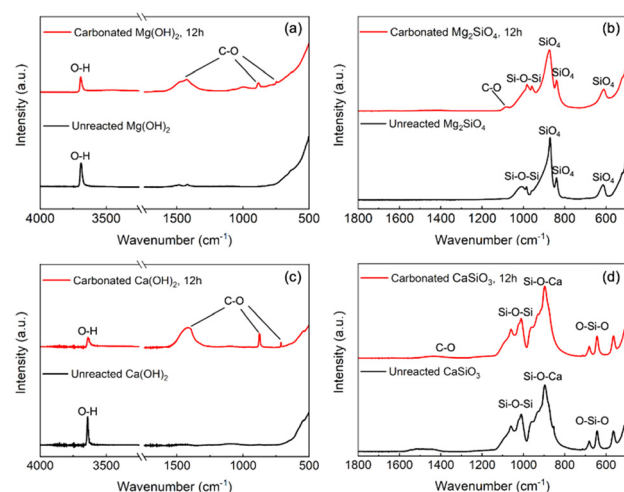 (a)
Carbonated Mg(OH)2, 12h
O-H
C-O
Unreacted Mg(OH)2
O-H
Intensity (a.u.)
4000 3000 1500 1000 500
Wavenumber (cm-1)
(b)
Carbonated Mg2SiO4, 12h
SiO4
Si-O-Si
SiO4
SiO4
C-O
Unreacted Mg2SiO4
SiO4
Si-O-Si
SiO4
SiO4
Intensity (a.u.)
1800 1600 1400 1200 1000 800 600
Wavenumber (cm-1)
(c)
Carbonated Ca(OH)2, 12h
C-O
O-H
Unreacted Ca(OH)2
O-H
Intensity (a.u.)
4000 3000 1500 1000 500
Wavenumber (cm-1)
(d)
Carbonated CaSiO3, 12h
Si-O-Ca
Si-O-Si
O-Si-O
C-O
Unreacted CaSiO3
Si-O-Ca
Si-O-Si
O-Si-O
Intensity (a.u.)
1800 1600 1400 1200 1000 800 600
Wavenumber (cm-1)